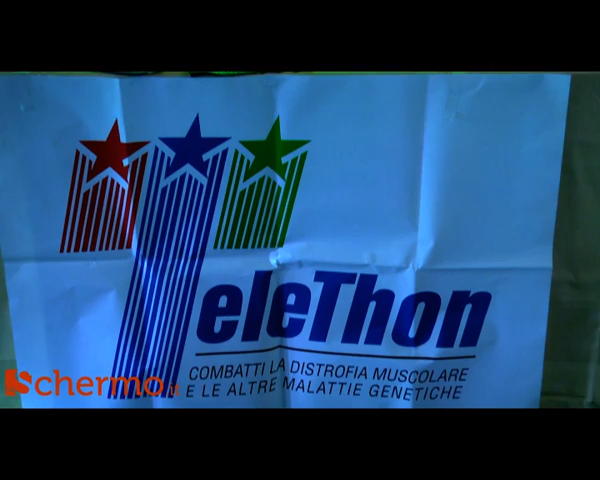 TeleThon
COMBATTI LA DISTROFIA MUSCOLARE
E LE ALTRE MALATTIE GENETICHE
Schermo.it